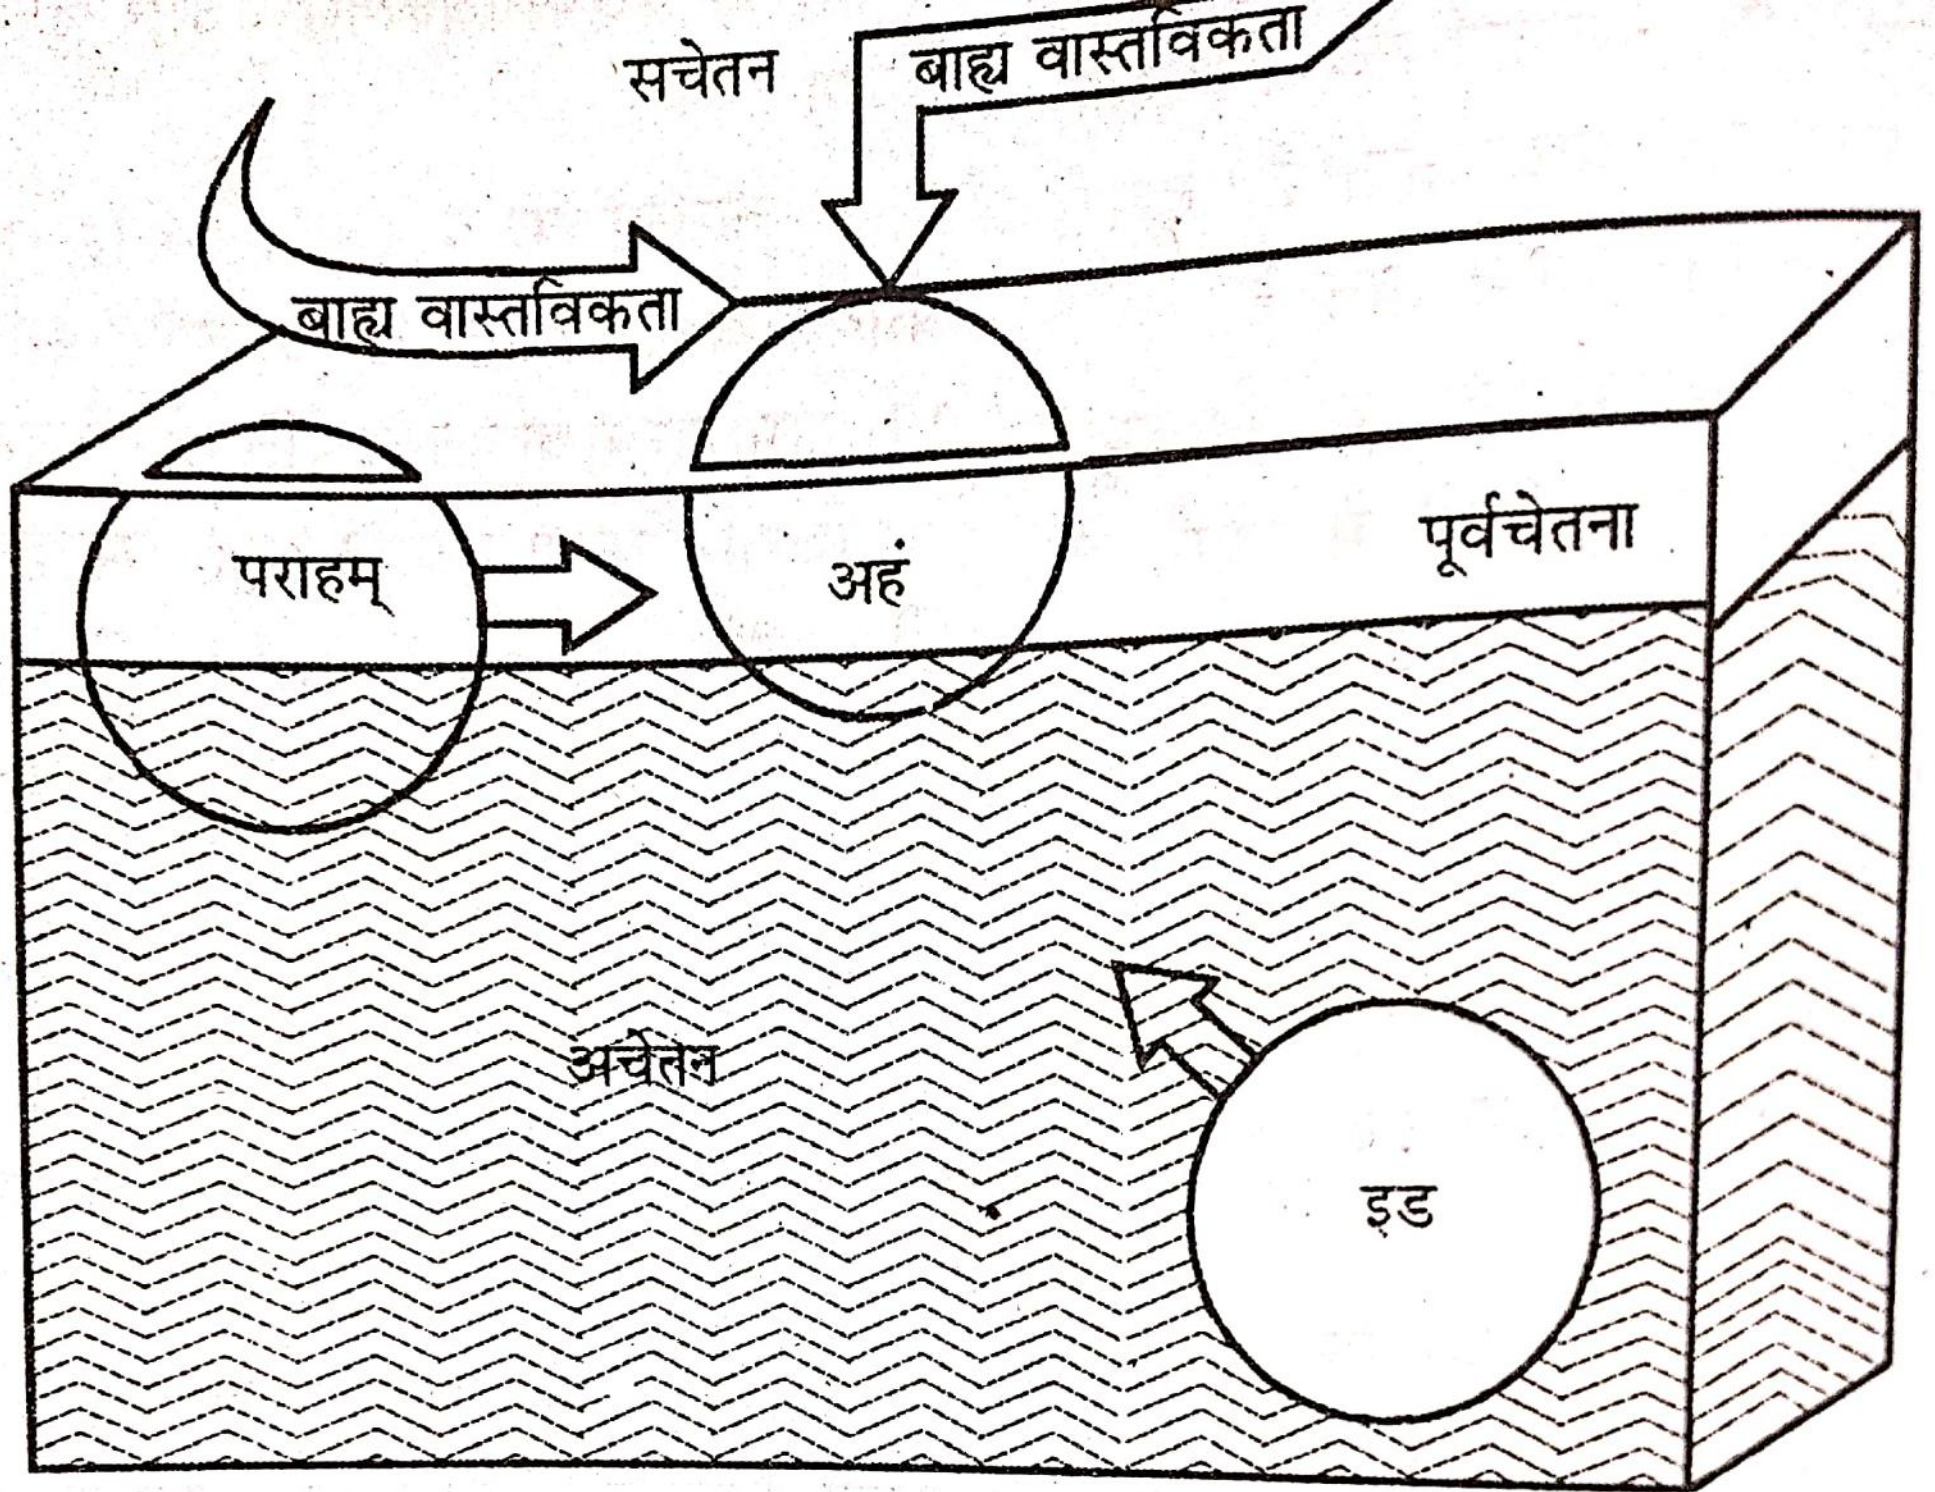 सचेतन
बाह्य वास्तविकता
बाह्य वास्तविकता
पराहम्
अहं
पूर्वचेतना
अचेतन
इड